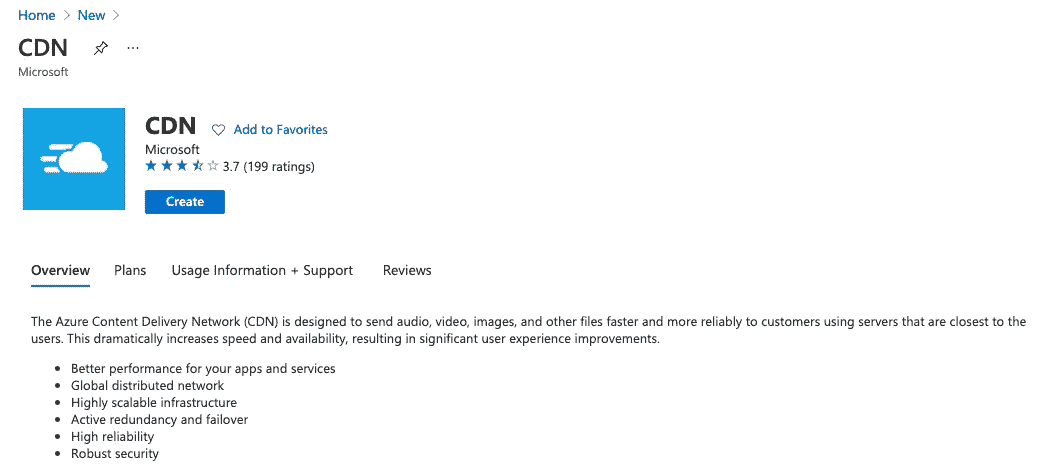 Home > New >
CDN ...
Microsoft
CDN Add to Favorites
Microsoft
3.7 (199 ratings)
Create
Overview Plans Usage Information + Support Reviews
The Azure Content Delivery Network (CDN) is designed to send audio, video, images, and other files faster and more reliably to customers using servers that are closest to the
users. This dramatically increases speed and availability, resulting in significant user experience improvements.
• Better performance for your apps and services
• Global distributed network
• Highly scalable infrastructure
• Active redundancy and failover
• High reliability
• Robust security